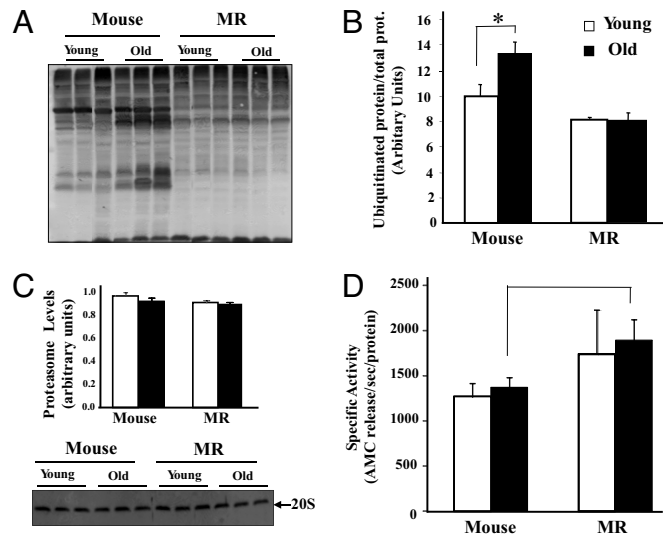 A
Mouse MR
Young Old Young Old
B
Ubiquitinated protein/total prot.
(Arbitary Units)
16
14
12
10
8
6
4
2
0
*
Young
Old
Mouse MR
C
Proteasome Levels
(arbitrary units)
1.0
0.8
0.6
0.4
0.2
0.0
Mouse MR
Mouse MR
Young Old Young Old
20S
D
Specific Activity
(AMC release/sec/protein)
2500
2000
1500
1000
500
0
Mouse MR